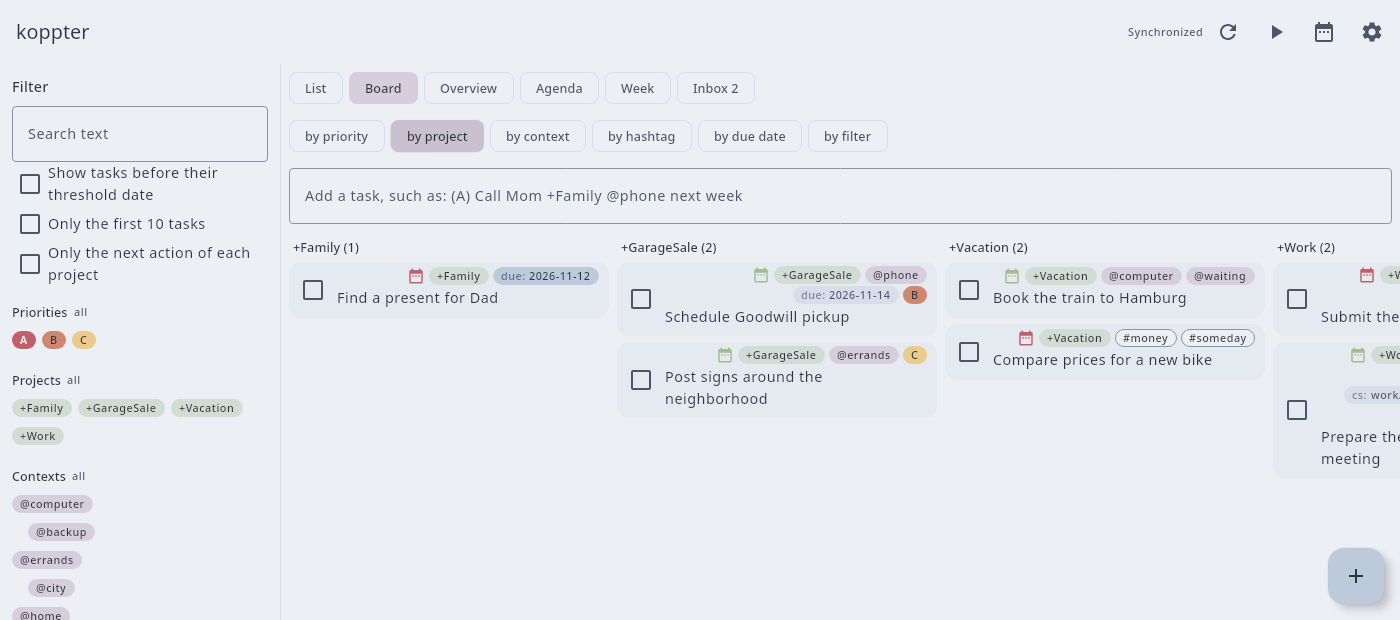 koppter
Synchronized
Filter
Search text
Show tasks before their
threshold date
Only the first 10 tasks
Only the next action of each
project
Priorities all
A B C
Projects all
+Family +GarageSale +Vacation
+Work
Contexts all
@computer
@backup
@errands
@city
@home
List Board Overview Agenda Week Inbox 2
by priority by project by context by hashtag by due date by filter
Add a task, such as: (A) Call Mom +Family @phone next week
+Family (1)
+Family due: 2026-11-12
Find a present for Dad
+GarageSale (2)
+GarageSale @phone
due: 2026-11-14 B
Schedule Goodwill pickup
+GarageSale @errands C
Post signs around the
neighborhood
+Vacation (2)
+Vacation @computer @waiting
Book the train to Hamburg
+Vacation #money #someday
Compare prices for a new bike
+Work (2)
Submit the
cs: work
Prepare the
meeting
+